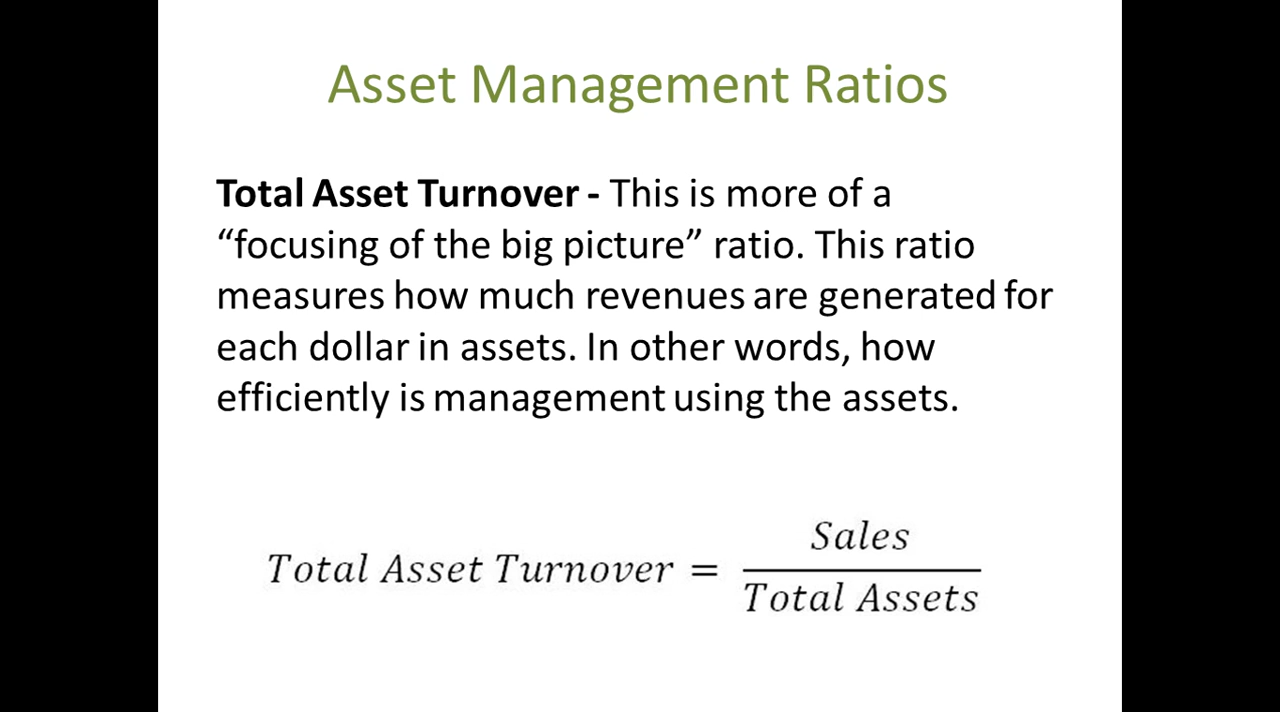 Asset Management Ratios
Total Asset Turnover - This is more of a
“focusing of the big picture” ratio. This ratio
measures how much revenues are generated for
each dollar in assets. In other words, how
efficiently is management using the assets.
Total Asset Turnover = Sales / Total Assets